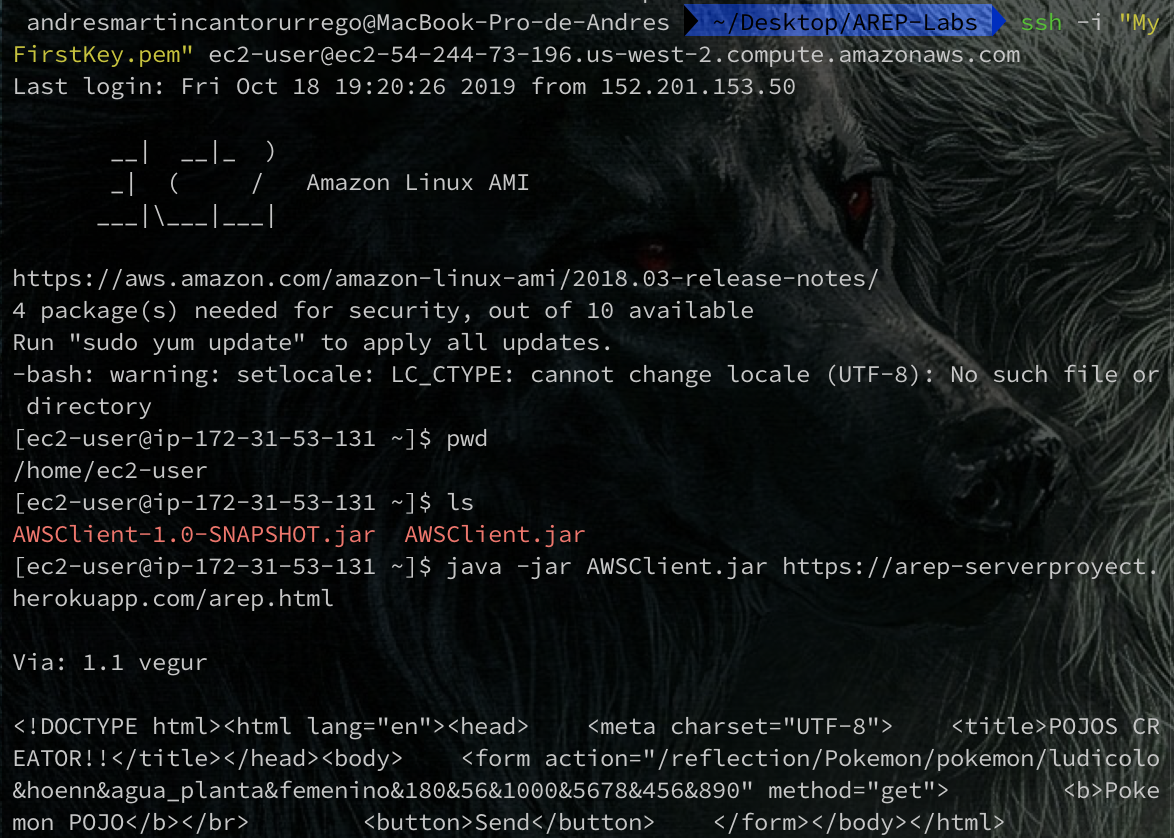 andresmartincantorurrego@MacBook-Pro-de-Andres ~/Desktop/AREP-Labs ssh -i "My
FirstKey.pem" ec2-user@ec2-54-244-73-196.us-west-2.compute.amazonaws.com
Last login: Fri Oct 18 19:20:26 2019 from 152.201.153.50
       __|  __|_  )
       _|  (     /   Amazon Linux AMI
      ___|\___|___|
https://aws.amazon.com/amazon-linux-ami/2018.03-release-notes/
4 package(s) needed for security, out of 10 available
Run "sudo yum update" to apply all updates.
-bash: warning: setlocale: LC_CTYPE: cannot change locale (UTF-8): No such file or
 directory
[ec2-user@ip-172-31-53-131 ~]$ pwd
/home/ec2-user
[ec2-user@ip-172-31-53-131 ~]$ ls
AWSClient-1.0-SNAPSHOT.jar  AWSClient.jar
[ec2-user@ip-172-31-53-131 ~]$ java -jar AWSClient.jar https://arep-serverproyect.
herokuapp.com/arep.html
Via: 1.1 vegur
<!DOCTYPE html><html lang="en"><head>    <meta charset="UTF-8">    <title>POJOS CR
EATOR!!</title></head><body>    <form action="/reflection/Pokemon/pokemon/ludicolo
&hoenn&agua_planta&femenino&180&56&1000&5678&456&890" method="get">        <b>Poke
mon POJO</b></br>        <button>Send</button>    </form></body></html>